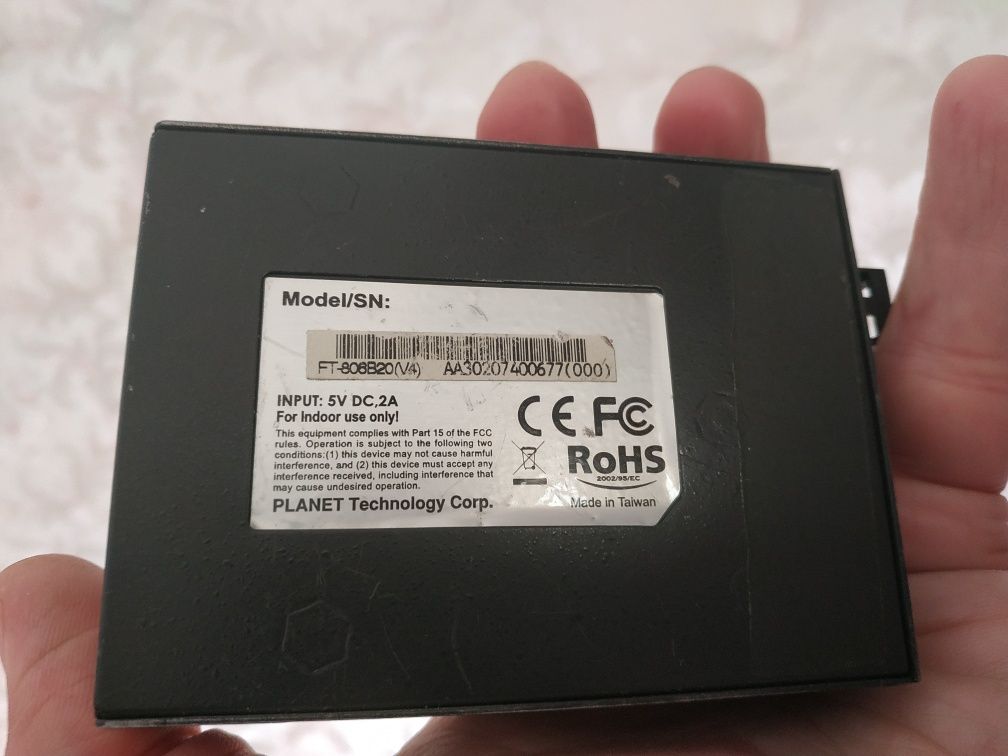 Model/SN:
FT-806B20(V4) AA30207400677(000)
INPUT: 5V DC,2A
For Indoor use only!
This equipment complies with Part 15 of the FCC
rules. Operation is subject to the following two
conditions:(1) this device may not cause harmful
interference, and (2) this device must accept any
interference received, including interference that
may cause undesired operation.
PLANET Technology Corp.
CE FC
RoHS
2002/95/EC
Made in Taiwan